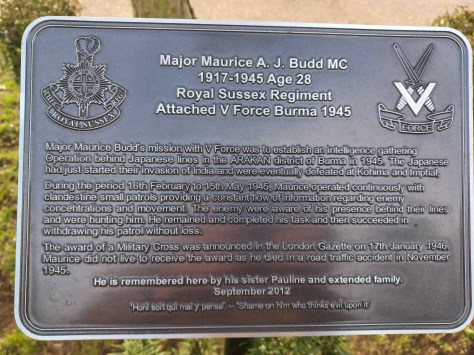 Major Maurice A. J. Budd MC
1917-1945 Age 28
Royal Sussex Regiment
Attached V Force Burma 1945
THE ROYAL SUSSEX REGT
V
FORCE
Major Maurice Budd's mission with V Force was to establish an intelligence gathering
Operation behind Japanese lines in the ARAKAN district of Burma in 1945. The Japanese
had just started their invasion of India and were eventually defeated at Kohima and Imphal.
During the period 16th February to 15th May 1945, Maurice operated continuously with
clandestine small patrols providing a constant flow of information regarding enemy
concentrations and movement. The enemy were aware of his presence behind their lines
and were hunting him. He remained and completed his task and then succeeded in
withdrawing his patrol without loss.
The award of a Military Cross was announced in the London Gazette on 17th January 1946.
Maurice did not live to receive the award as he died in a road traffic accident in November
1945.
He is remembered here by his sister Pauline and extended family.
September 2012
"Honi soit qui mal y pense" ~ "Shame on him who thinks evil upon it"